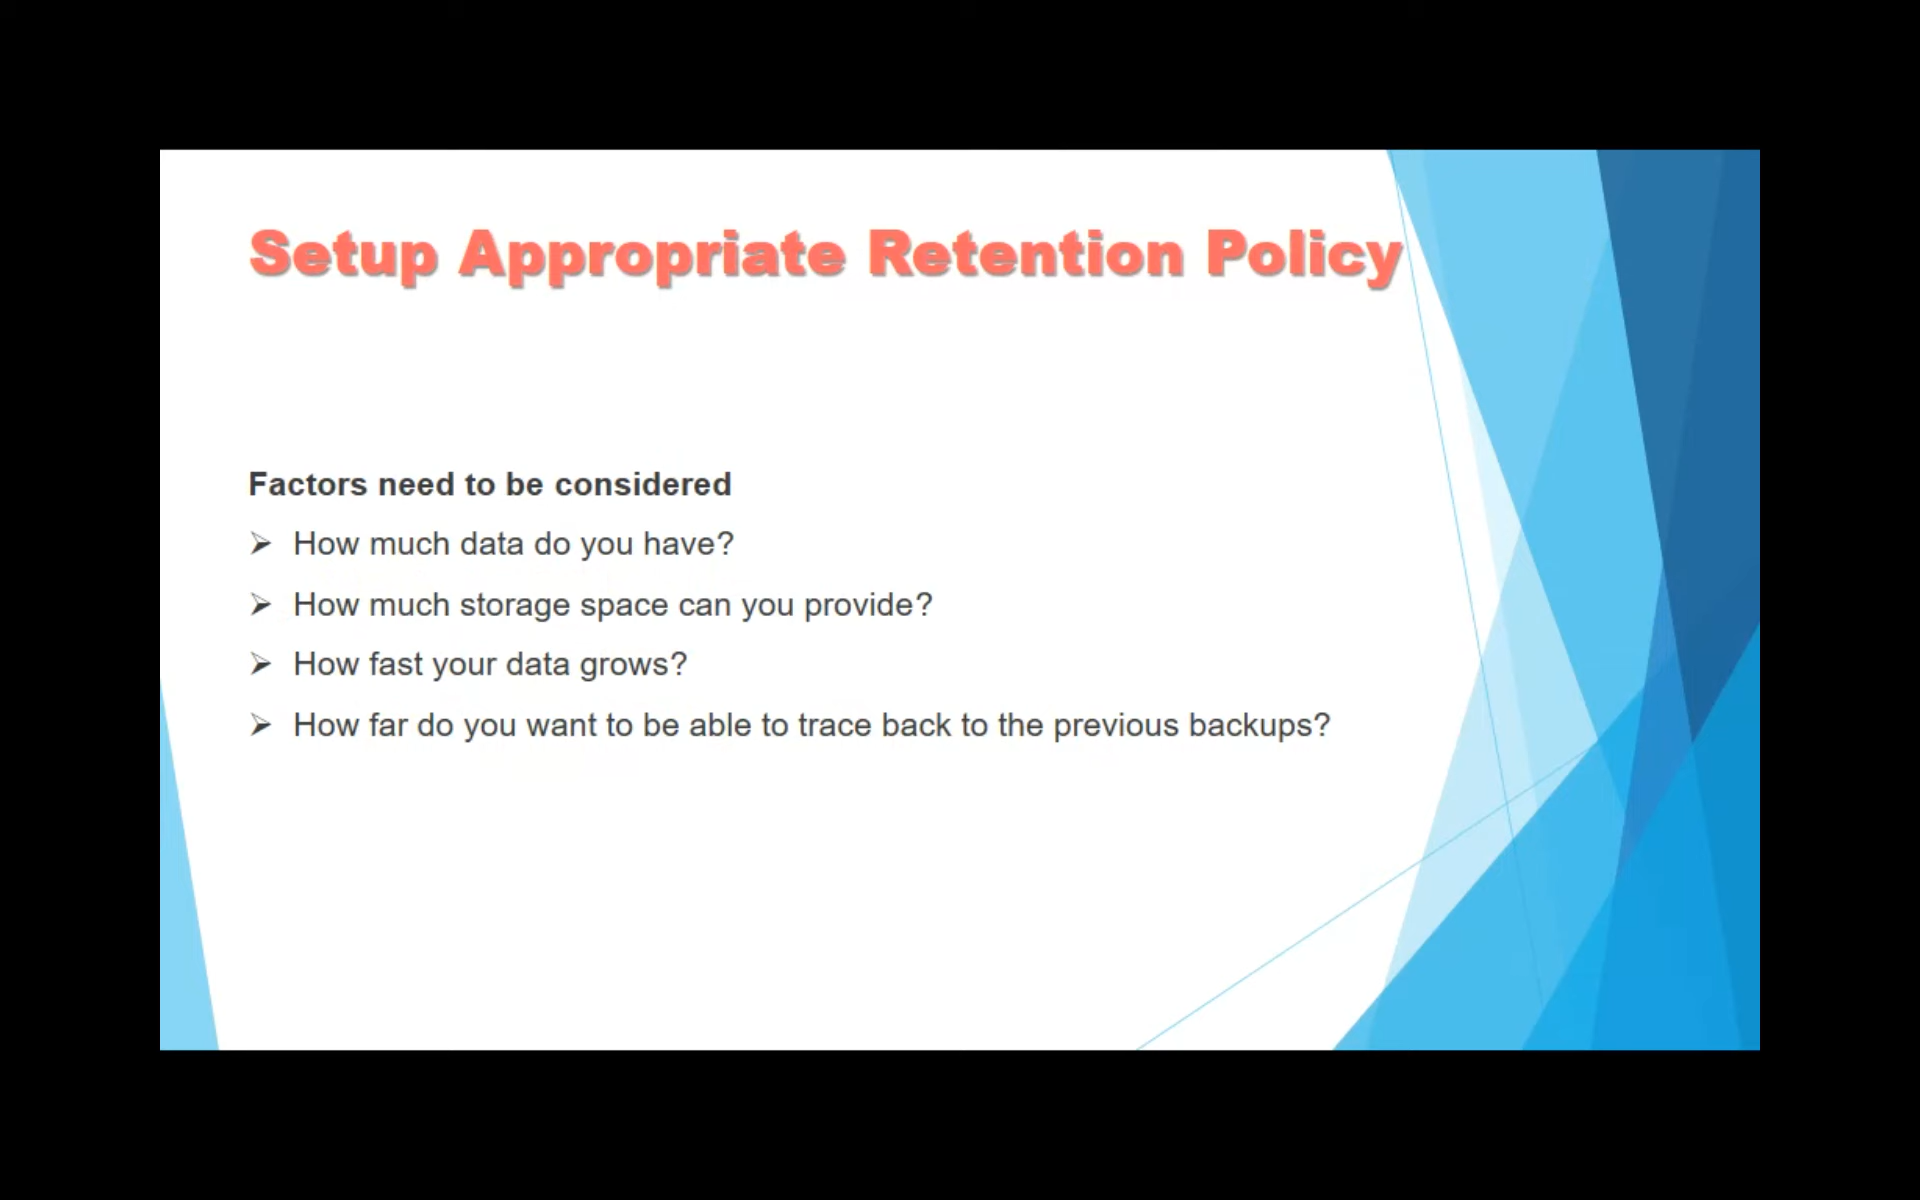 Setup Appropriate Retention Policy
Factors need to be considered
➢ How much data do you have?
➢ How much storage space can you provide?
➢ How fast your data grows?
➢ How far do you want to be able to trace back to the previous backups?